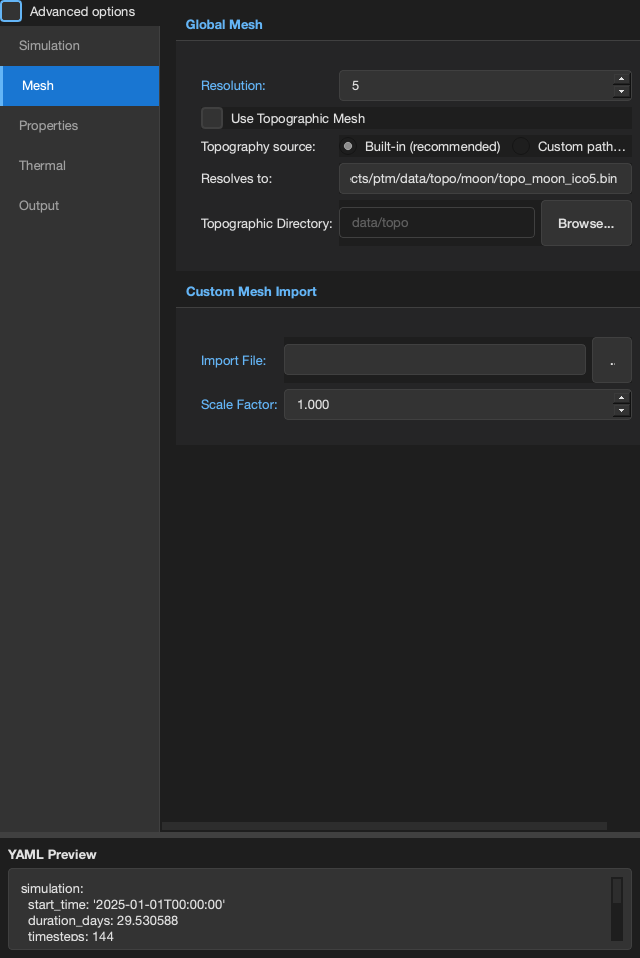 Advanced options
Simulation
Mesh
Properties
Thermal
Output
Global Mesh
Resolution: 5
Use Topographic Mesh
Topography source: Built-in (recommended) Custom path...
Resolves to: cts/ptm/data/topo/moon/topo_moon_ico5.bin
Topographic Directory: data/topo Browse...
Custom Mesh Import
Import File: ..
Scale Factor: 1.000
YAML Preview
simulation:
start_time: '2025-01-01T00:00:00'
duration_days: 29.530588
timesteps: 144